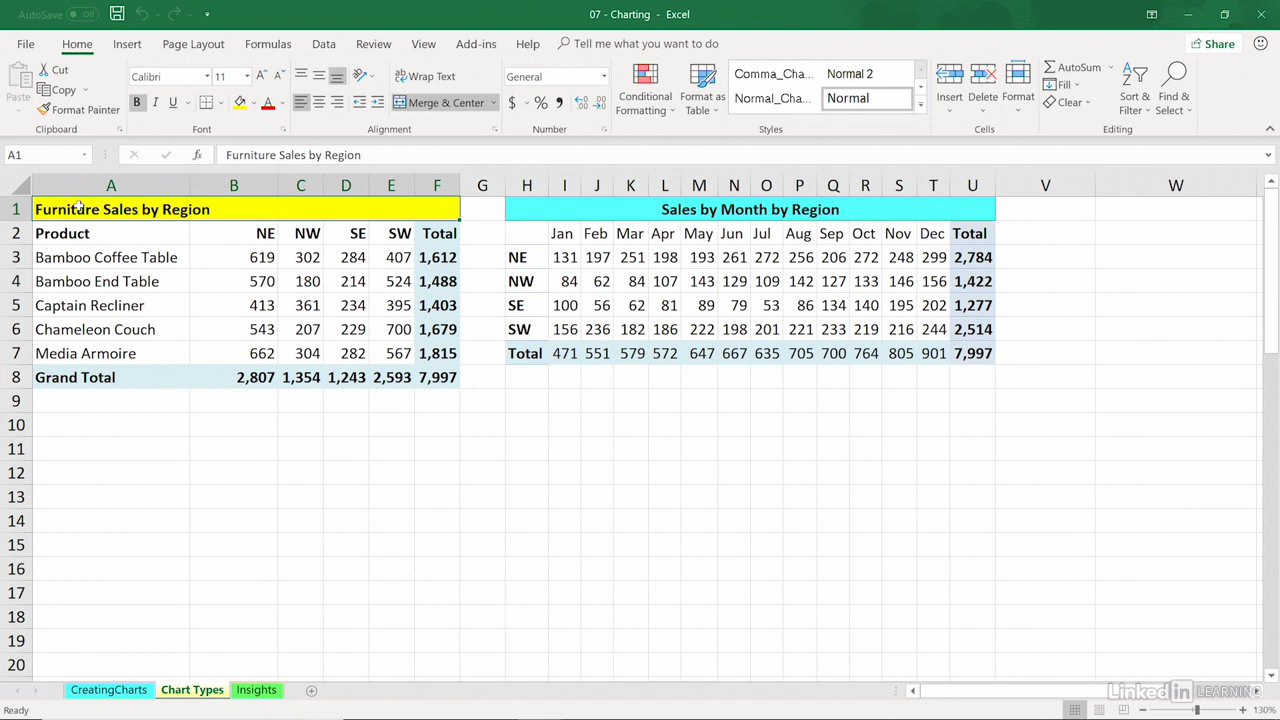 AutoSave Off
07 - Charting - Excel
File Home Insert Page Layout Formulas Data Review View Add-ins Help Tell me what you want to do Share
Paste
Cut
Copy
Format Painter
Clipboard
Calibri 11
B I U
Font
Wrap Text
Merge & Center
Alignment
General
$ % ,
Number
Conditional Formatting
Format as Table
Comma_Cha... Normal 2
Normal_Cha... Normal
Styles
Insert Delete Format
Cells
AutoSum
Fill
Clear
Sort & Filter
Find & Select
Editing
A1 fx Furniture Sales by Region
A B C D E F G H I J K L M N O P Q R S T U V W
1 Furniture Sales by Region Sales by Month by Region
2 Product NE NW SE SW Total Jan Feb Mar Apr May Jun Jul Aug Sep Oct Nov Dec Total
3 Bamboo Coffee Table 619 302 284 407 1,612 NE 131 197 251 198 193 261 272 256 206 272 248 299 2,784
4 Bamboo End Table 570 180 214 524 1,488 NW 84 62 84 107 143 129 109 142 127 133 146 156 1,422
5 Captain Recliner 413 361 234 395 1,403 SE 100 56 62 81 89 79 53 86 134 140 195 202 1,277
6 Chameleon Couch 543 207 229 700 1,679 SW 156 236 182 186 222 198 201 221 233 219 216 244 2,514
7 Media Armoire 662 304 282 567 1,815 Total 471 551 579 572 647 667 635 705 700 764 805 901 7,997
8 Grand Total 2,807 1,354 1,243 2,593 7,997
9
10
11
12
13
14
15
16
17
18
19
20
CreatingCharts Chart Types Insights
LinkedIn LEARNING
Ready 130%